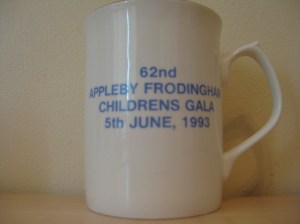 62nd
APPLEBY FRODINGHAM
CHILDRENS GALA
5th JUNE, 1993